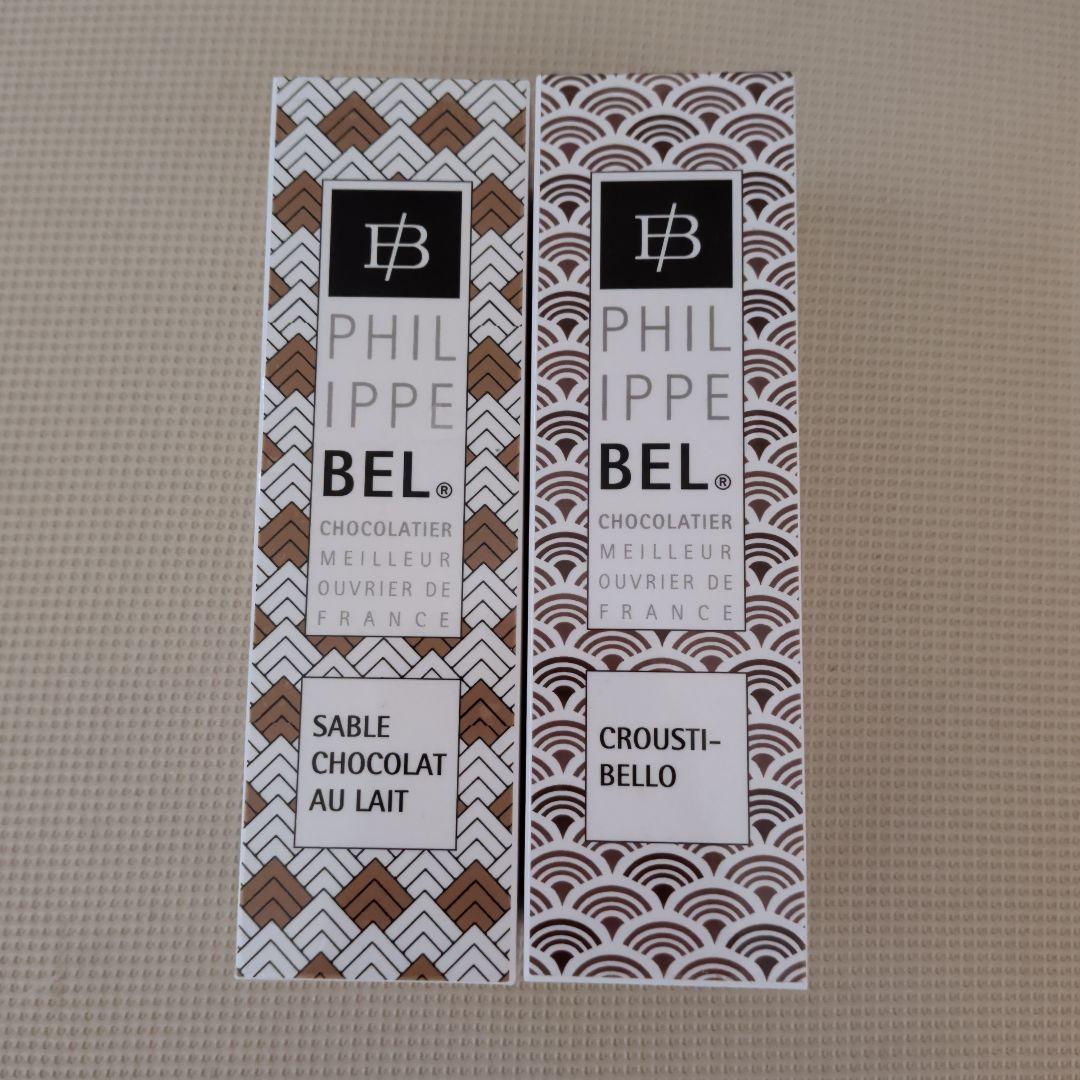 B
PHIL
IPPE
BEL®
CHOCOLATIER
MEILLEUR
OUVRIER DE
FRANCE
SABLE
CHOCOLAT
AU LAIT
B
PHIL
IPPE
BEL®
CHOCOLATIER
MEILLEUR
OUVRIER DE
FRANCE
CROUSTI-
BELLO